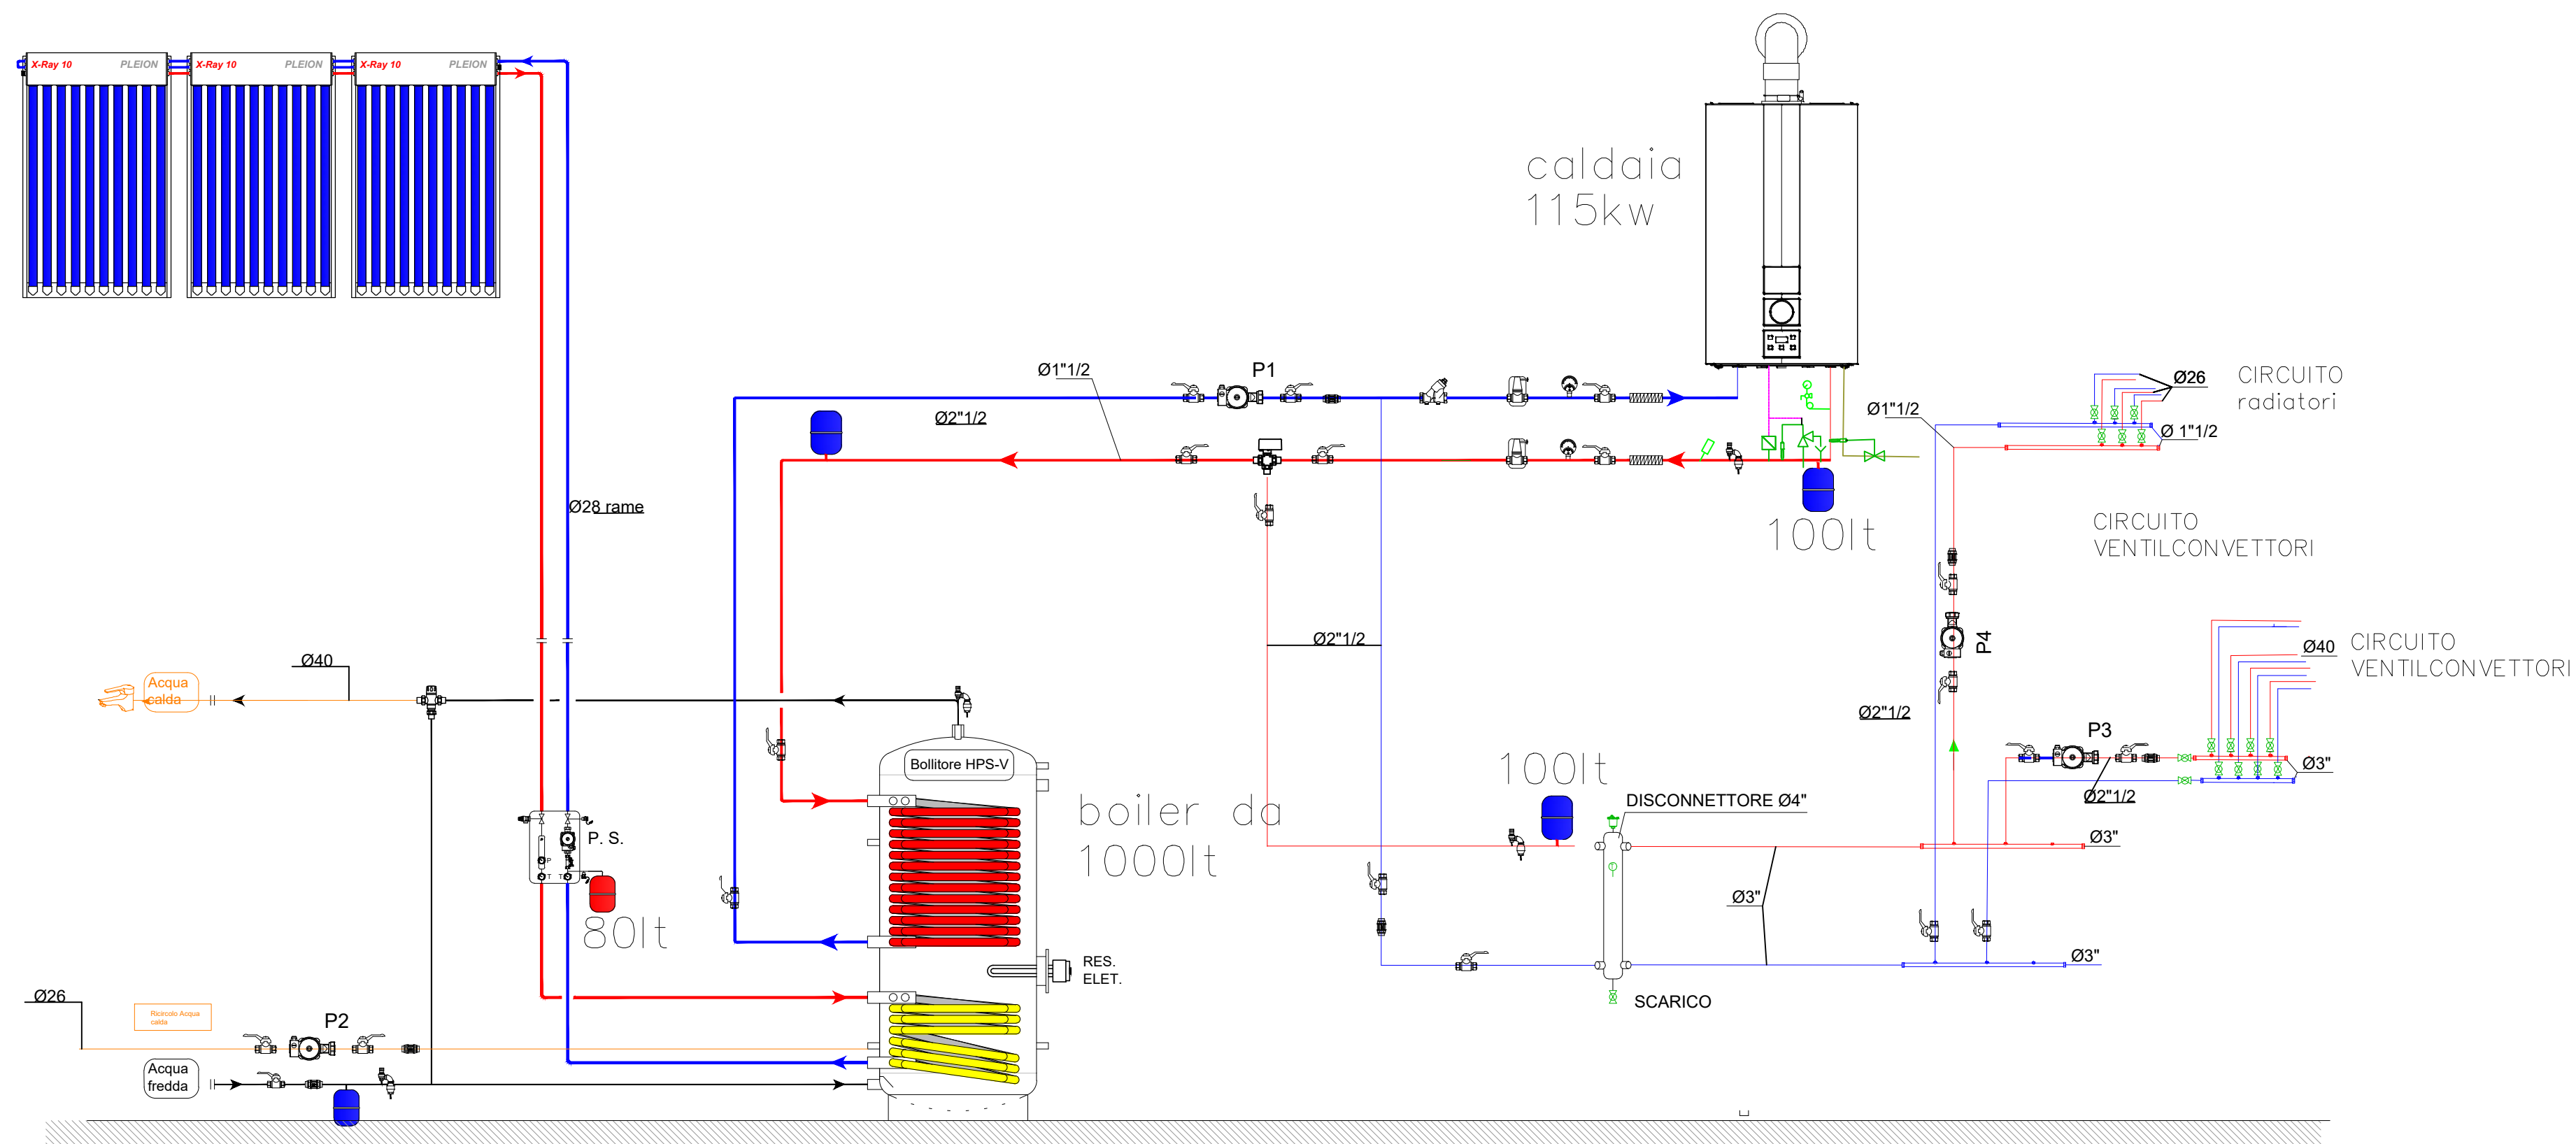 X-Ray 10 PLEION X-Ray 10 PLEION X-Ray 10 PLEION
caldaia
115kw
Ø1"1/2
P1
Ø2"1/2
Ø28 rame
100lt
Ø1"1/2
Ø26
CIRCUITO
radiatori
Ø 1"1/2
CIRCUITO
VENTILCONVETTORI
Ø40
Acqua
calda
Ø2"1/2
P4
Ø40
CIRCUITO
VENTILCONVETTORI
Ø2"1/2
P3
Ø3"
Ø2"1/2
Bollitore HPS-V
boiler da
1000lt
100lt
DISCONNETTORE Ø4"
Ø3"
P. S.
P
T T
80lt
Ø3"
Ø3"
RES.
ELET.
SCARICO
Ø26
Ricircolo Acqua
calda
P2
Acqua
fredda